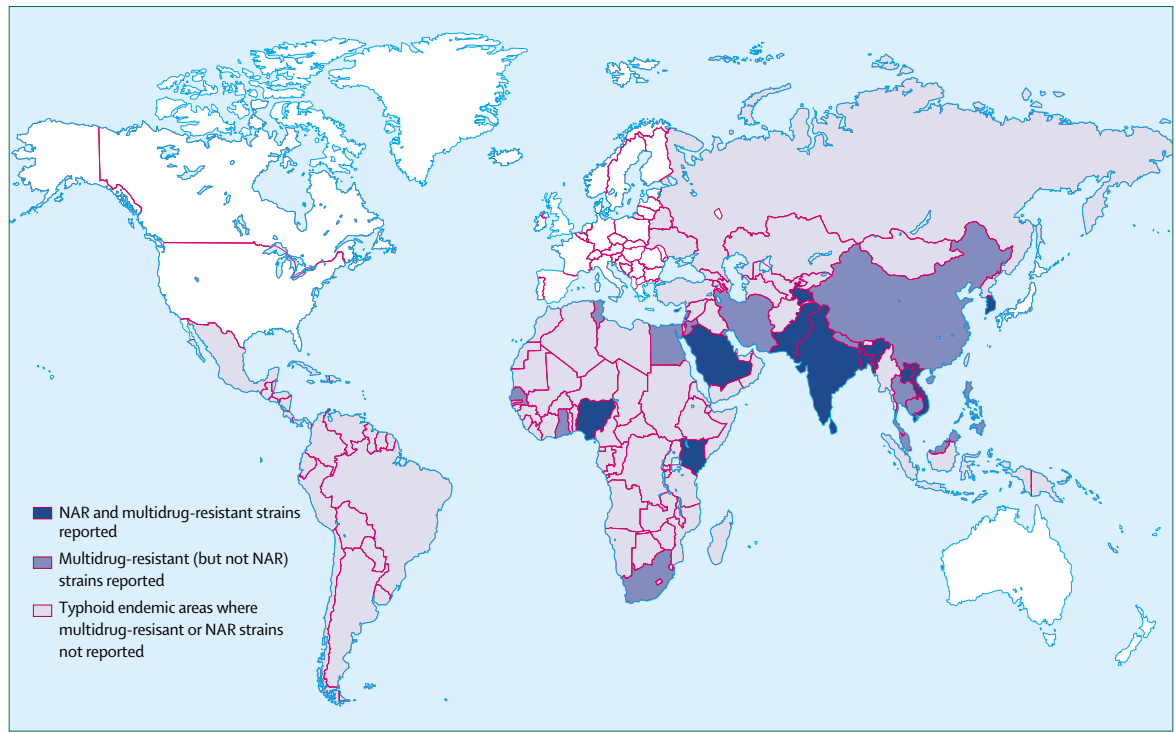 NAR and multidrug-resistant strains
reported
Multidrug-resistant (but not NAR)
strains reported
Typhoid endemic areas where
multidrug-resisant or NAR strains
not reported